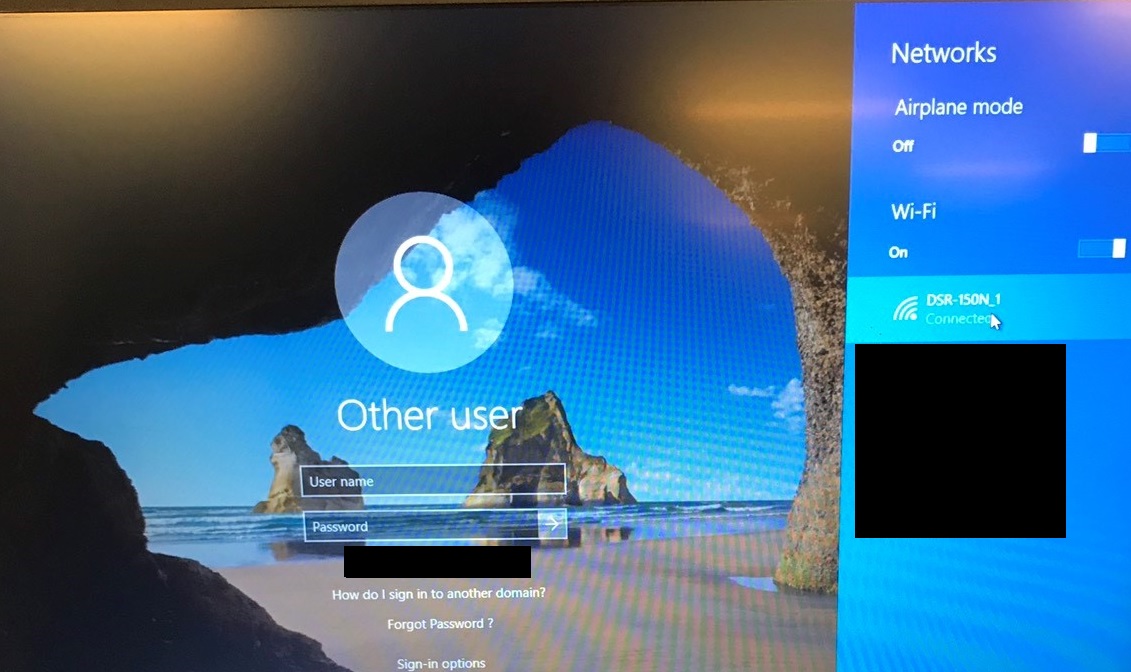 Networks
Airplane mode
Off
Wi-Fi
On
DSR-150N_1
Connected
Other user
User name
Password
How do I sign in to another domain?
Forgot Password ?
Sign-in options